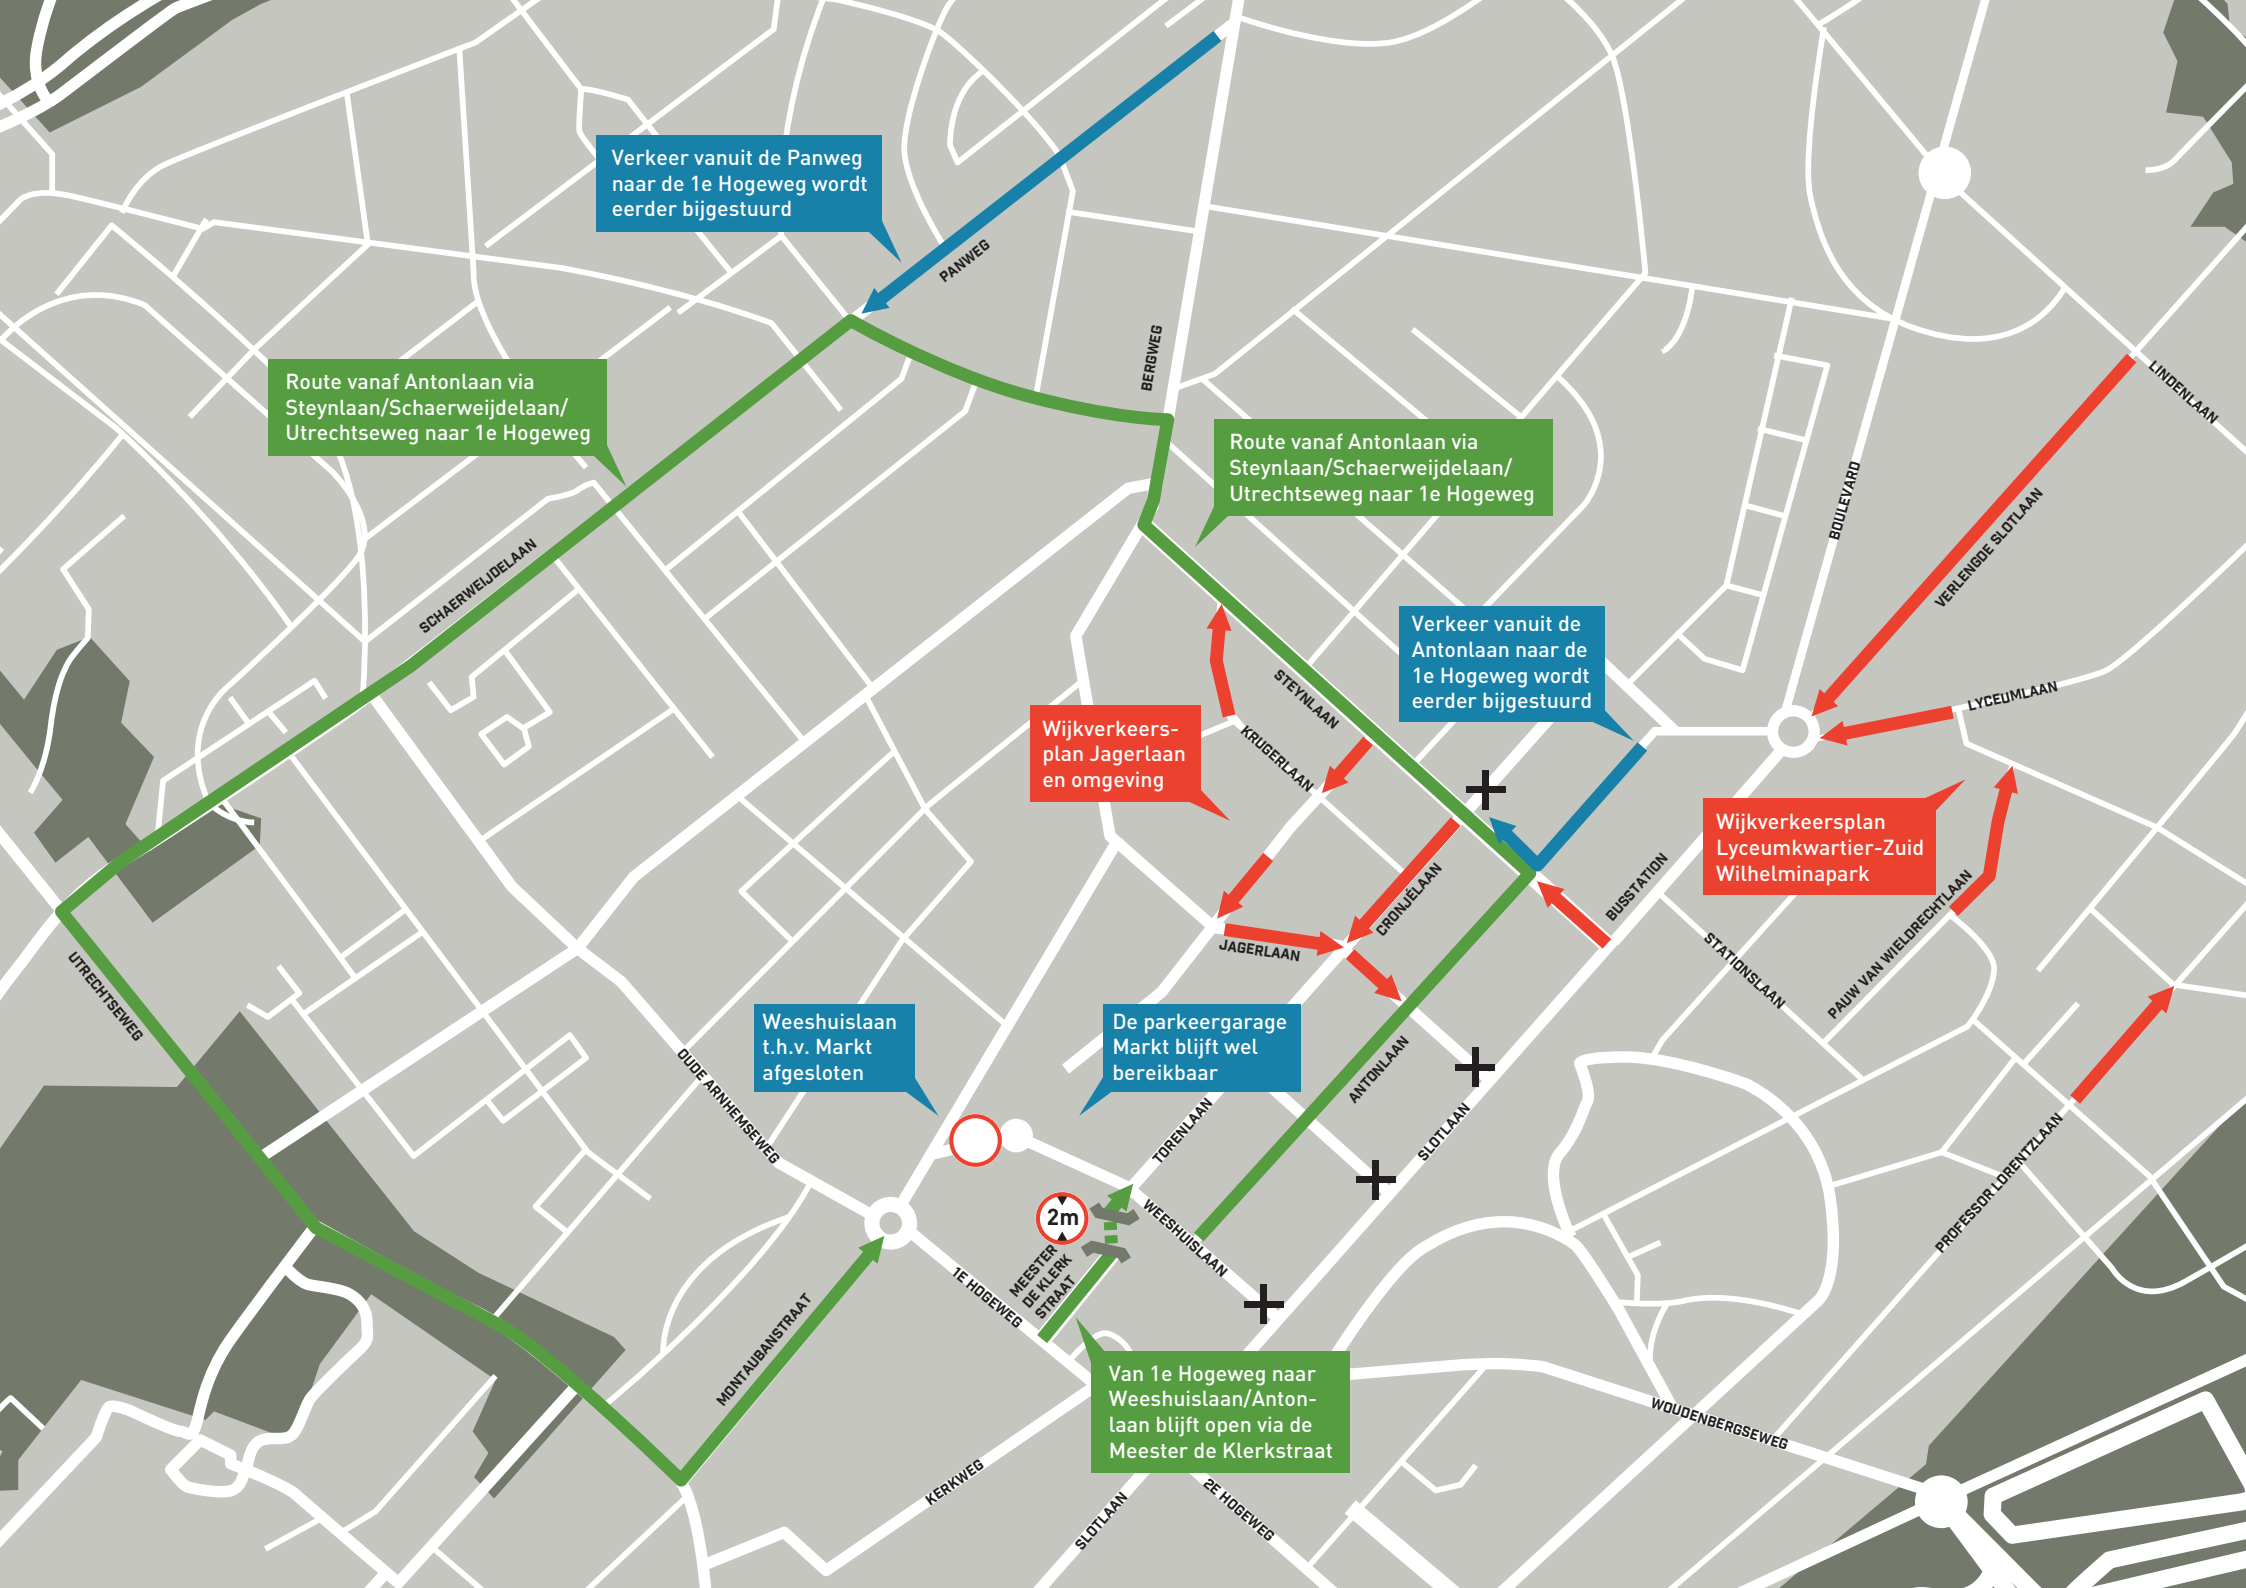 Verkeer vanuit de Panweg
naar de 1e Hogeweg wordt
eerder bijgestuurd
PANWEG
BERGWEG
Route vanaf Antonlaan via
Steynlaan/Schaerweijdelaan/
Utrechtseweg naar 1e Hogeweg
LINDENLAAN
Route vanaf Antonlaan via
Steynlaan/Schaerweijdelaan/
Utrechtseweg naar 1e Hogeweg
BOULEVARD
VERLENGDE SLOTLAAN
SCHAERWEIJDELAAN
Verkeer vanuit de
Antonlaan naar de
1e Hogeweg wordt
eerder bijgestuurd
STEYNLAAN
LYCEUMLAAN
Wijkverkeers-
plan Jagerlaan
en omgeving
KRUGERLAAN
Wijkverkeersplan
Lyceumkwartier-Zuid
Wilhelminapark
CRONJÉLAAN
BUSSTATION
JAGERLAAN
STATIONSLAAN
PAUW VAN WIELDRECHTLAAN
UTRECHTSEWEG
Weeshuislaan
t.h.v. Markt
afgesloten
De parkeergarage
Markt blijft wel
bereikbaar
OUDE ARNHEMSEWEG
ANTONLAAN
TORENLAAN
SLOTLAAN
PROFESSOR LORENTZLAAN
2m
WEESHUISLAAN
MEESTER
DE KLERK
STRAAT
1E HOGEWEG
MONTAUBANSTRAAT
Van 1e Hogeweg naar
Weeshuislaan/Anton-
laan blijft open via de
Meester de Klerkstraat
WOUDENBERGSEWEG
KERKWEG
SLOTLAAN
2E HOGEWEG